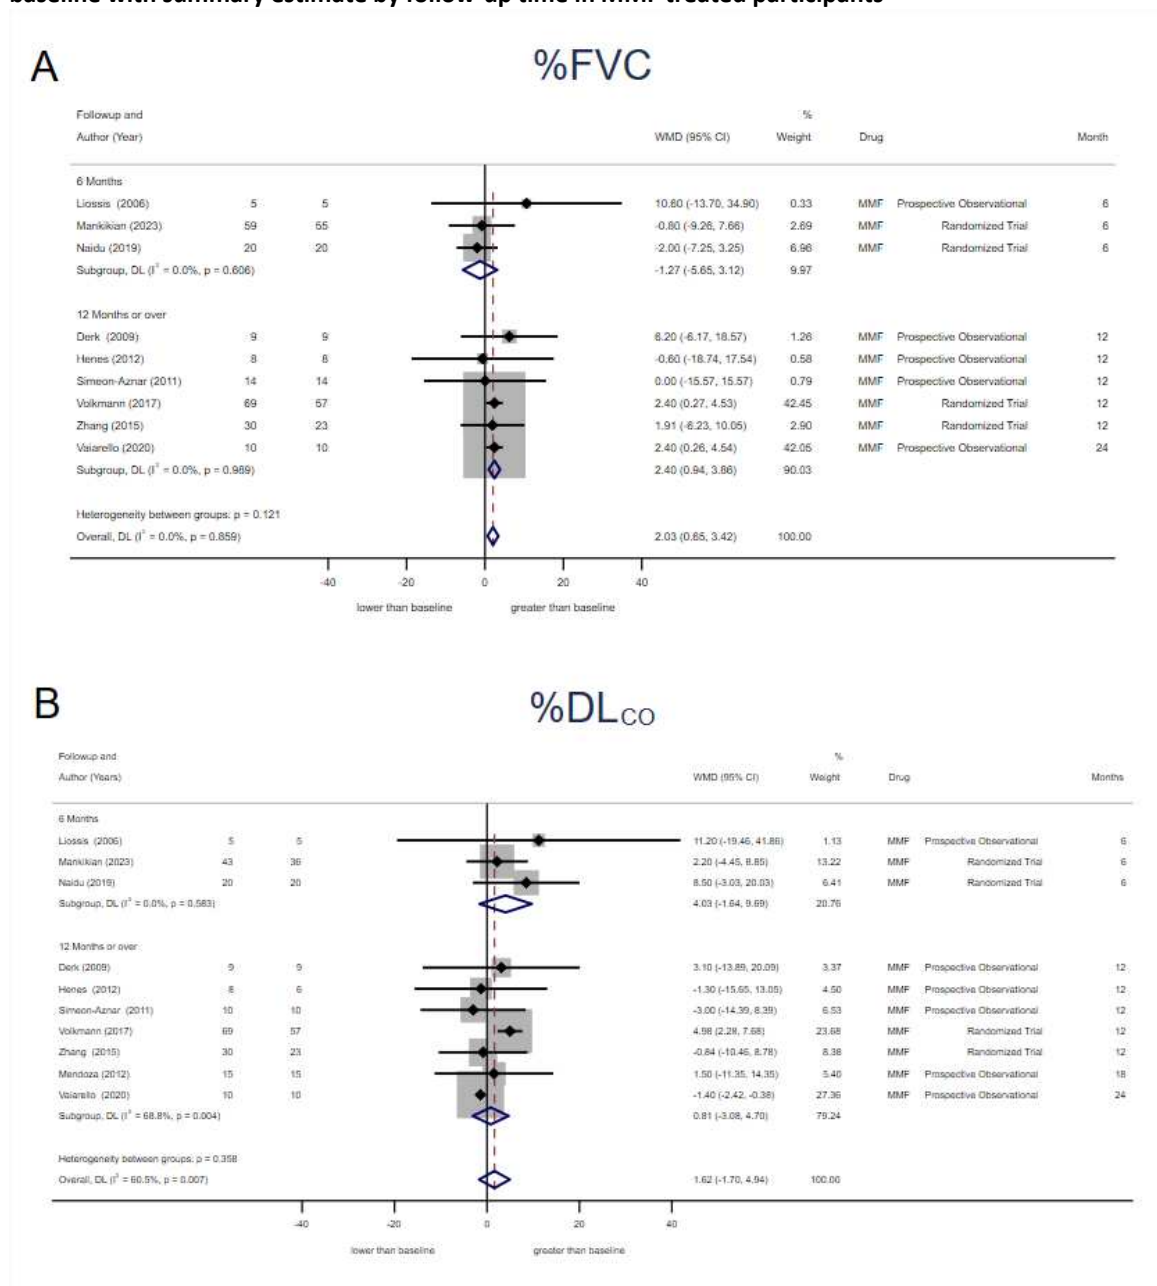 baseline with summary estimate by follow-up time in MMF treated participants
A %FVC
Followup and %
Author (Year) WMD (95% CI) Weight Drug Month
6 Months
Liossis (2006) 5 5 10.60 (-13.70, 34.90) 0.33 MMF Prospective Observational 6
Mankikian (2023) 59 55 -0.80 (-9.26, 7.66) 2.69 MMF Randomized Trial 6
Naidu (2019) 20 20 -2.00 (-7.25, 3.25) 6.96 MMF Randomized Trial 6
Subgroup, DL (I² = 0.0%, p = 0.606) -1.27 (-5.65, 3.12) 9.97
12 Months or over
Derk (2009) 9 9 6.20 (-6.17, 18.57) 1.26 MMF Prospective Observational 12
Henes (2012) 8 8 -0.60 (-18.74, 17.54) 0.58 MMF Prospective Observational 12
Simeon-Aznar (2011) 14 14 0.00 (-15.57, 15.57) 0.79 MMF Prospective Observational 12
Volkmann (2017) 69 57 2.40 (0.27, 4.53) 42.45 MMF Randomized Trial 12
Zhang (2015) 30 23 1.91 (-6.23, 10.05) 2.90 MMF Randomized Trial 12
Vaiarello (2020) 10 10 2.40 (0.26, 4.54) 42.05 MMF Prospective Observational 24
Subgroup, DL (I² = 0.0%, p = 0.989) 2.40 (0.94, 3.86) 90.03
Heterogeneity between groups: p = 0.121
Overall, DL (I² = 0.0%, p = 0.859) 2.03 (0.65, 3.42) 100.00
-40 -20 0 20 40
lower than baseline greater than baseline
B %DLCO
Followup and %
Author (Years) WMD (95% CI) Weight Drug Months
6 Months
Liossis (2006) 5 5 11.20 (-19.46, 41.86) 1.13 MMF Prospective Observational 6
Mankikian (2023) 43 36 2.20 (-4.45, 8.85) 13.22 MMF Randomized Trial 6
Naidu (2019) 20 20 8.50 (-3.03, 20.03) 6.41 MMF Randomized Trial 6
Subgroup, DL (I² = 0.0%, p = 0.583) 4.03 (-1.64, 9.69) 20.76
12 Months or over
Derk (2009) 9 9 3.10 (-13.89, 20.09) 3.37 MMF Prospective Observational 12
Henes (2012) 8 6 -1.30 (-15.65, 13.05) 4.50 MMF Prospective Observational 12
Simeon-Aznar (2011) 10 10 -3.00 (-14.39, 8.39) 6.53 MMF Prospective Observational 12
Volkmann (2017) 69 57 4.98 (2.28, 7.68) 23.68 MMF Randomized Trial 12
Zhang (2015) 30 23 -0.84 (-10.46, 8.78) 8.38 MMF Randomized Trial 12
Mendoza (2012) 15 15 1.50 (-11.35, 14.35) 5.40 MMF Prospective Observational 18
Vaiarello (2020) 10 10 -1.40 (-2.42, -0.38) 27.36 MMF Prospective Observational 24
Subgroup, DL (I² = 68.8%, p = 0.004) 0.81 (-3.08, 4.70) 79.24
Heterogeneity between groups: p = 0.358
Overall, DL (I² = 60.5%, p = 0.007) 1.62 (-1.70, 4.94) 100.00
-40 -20 0 20 40
lower than baseline greater than baseline